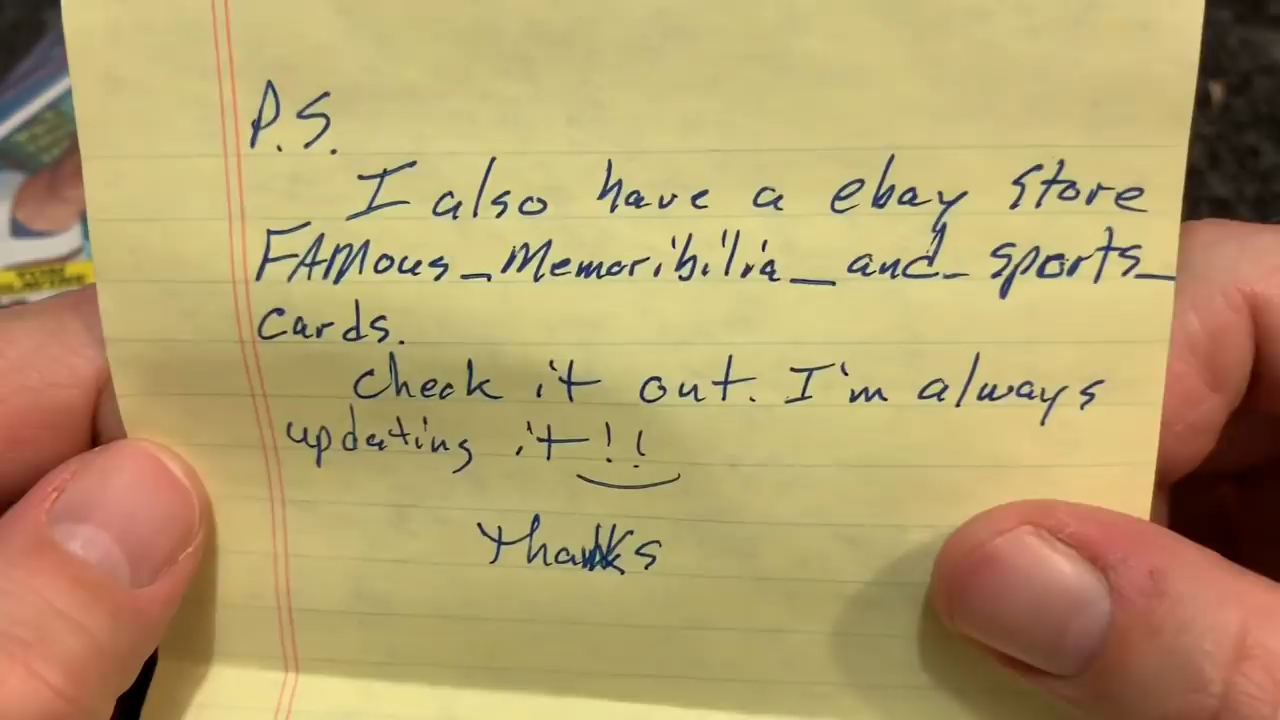 P.S.
I also have a ebay store
FAMous_Memoribilia_and_sports_
cards.
Check it out. I'm always
updating it!!
Thanks